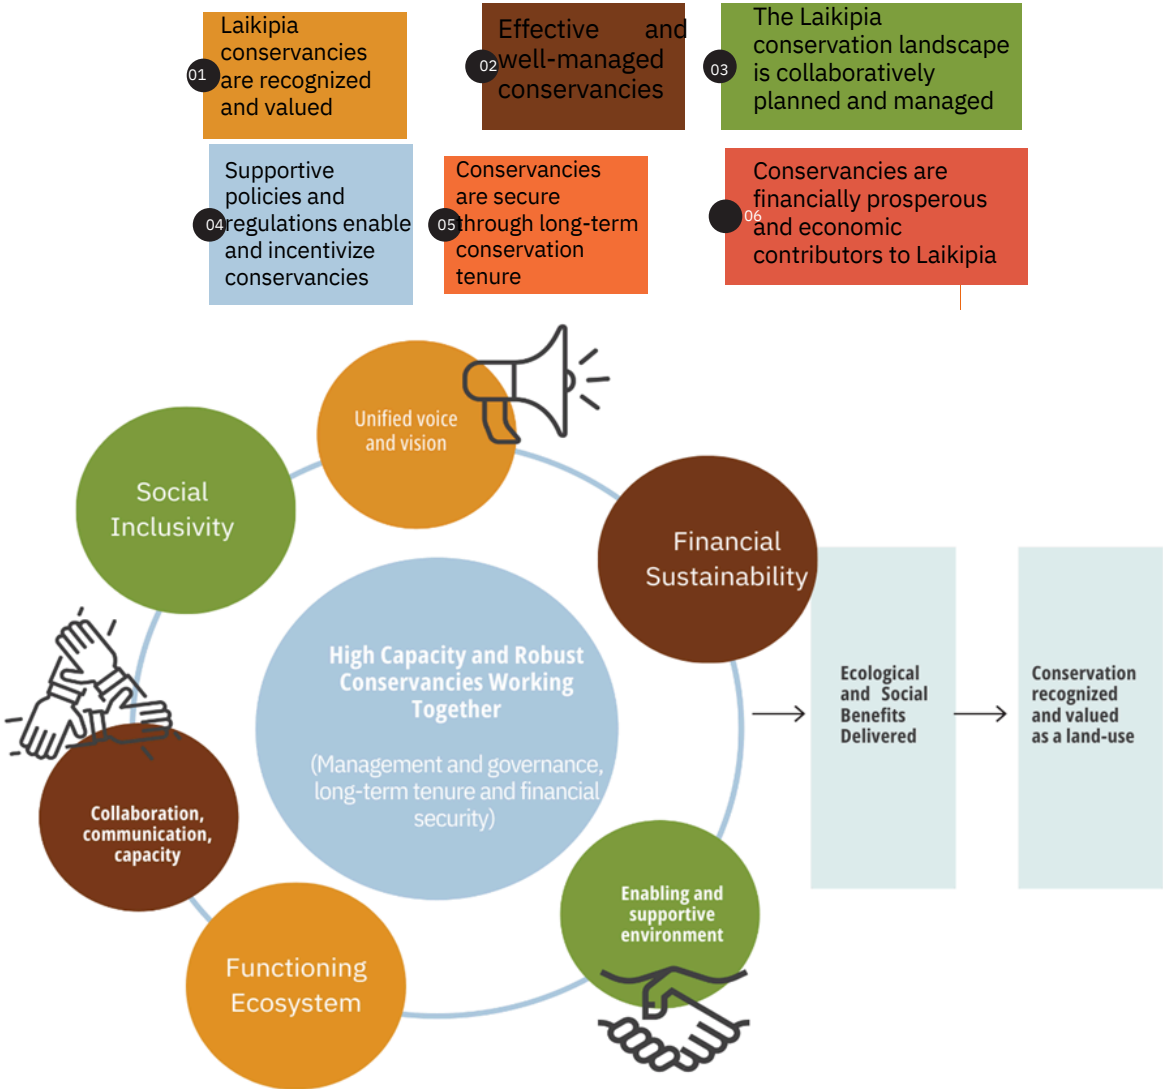 01
Laikipia
conservancies
are recognized
and valued
02
Effective and
well-managed
conservancies
03
The Laikipia
conservation landscape
is collaboratively
planned and managed
04
Supportive
policies and
regulations enable
and incentivize
conservancies
05
Conservancies
are secure
through long-term
conservation
tenure
06
Conservancies are
financially prosperous
and economic
contributors to Laikipia
Unified voice
and vision
Social
Inclusivity
Financial
Sustainability
High Capacity and Robust
Conservancies Working
Together
(Management and governance,
long-term tenure and financial
security)
Ecological
and Social
Benefits
Delivered
Conservation
recognized
and valued
as a land-use
Collaboration,
communication,
capacity
Enabling and
supportive
environment
Functioning
Ecosystem